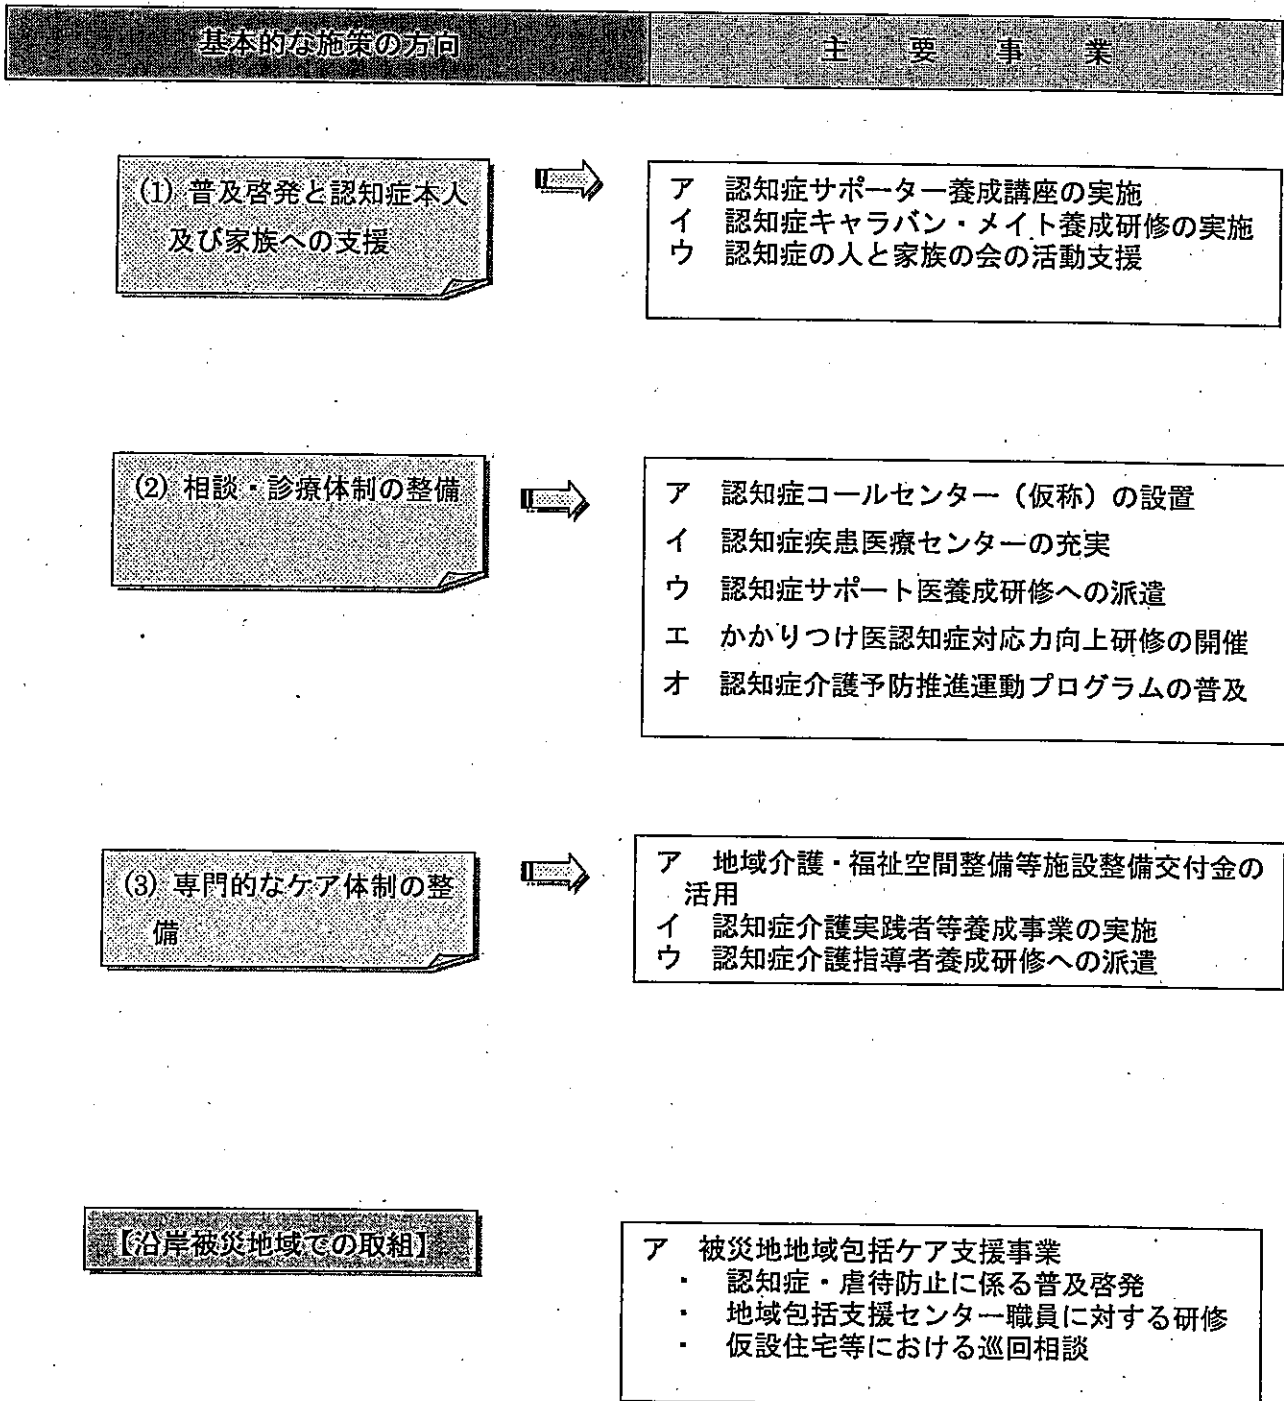 基本的な施策の方向
主要事業
(1) 普及啓発と認知症本人
及び家族への支援
ア 認知症サポーター養成講座の実施
イ 認知症キャラバン・メイト養成研修の実施
ウ 認知症の人と家族の会の活動支援
(2) 相談・診療体制の整備
ア 認知症コールセンター（仮称）の設置
イ 認知症疾患医療センターの充実
ウ 認知症サポート医養成研修への派遣
エ かかりつけ医認知症対応力向上研修の開催
オ 認知症介護予防推進運動プログラムの普及
(3) 専門的なケア体制の整
備
ア 地域介護・福祉空間整備等施設整備交付金の
活用
イ 認知症介護実践者等養成事業の実施
ウ 認知症介護指導者養成研修への派遣
【沿岸被災地域での取組】
ア 被災地地域包括ケア支援事業
・ 認知症・虐待防止に係る普及啓発
・ 地域包括支援センター職員に対する研修
・ 仮設住宅等における巡回相談